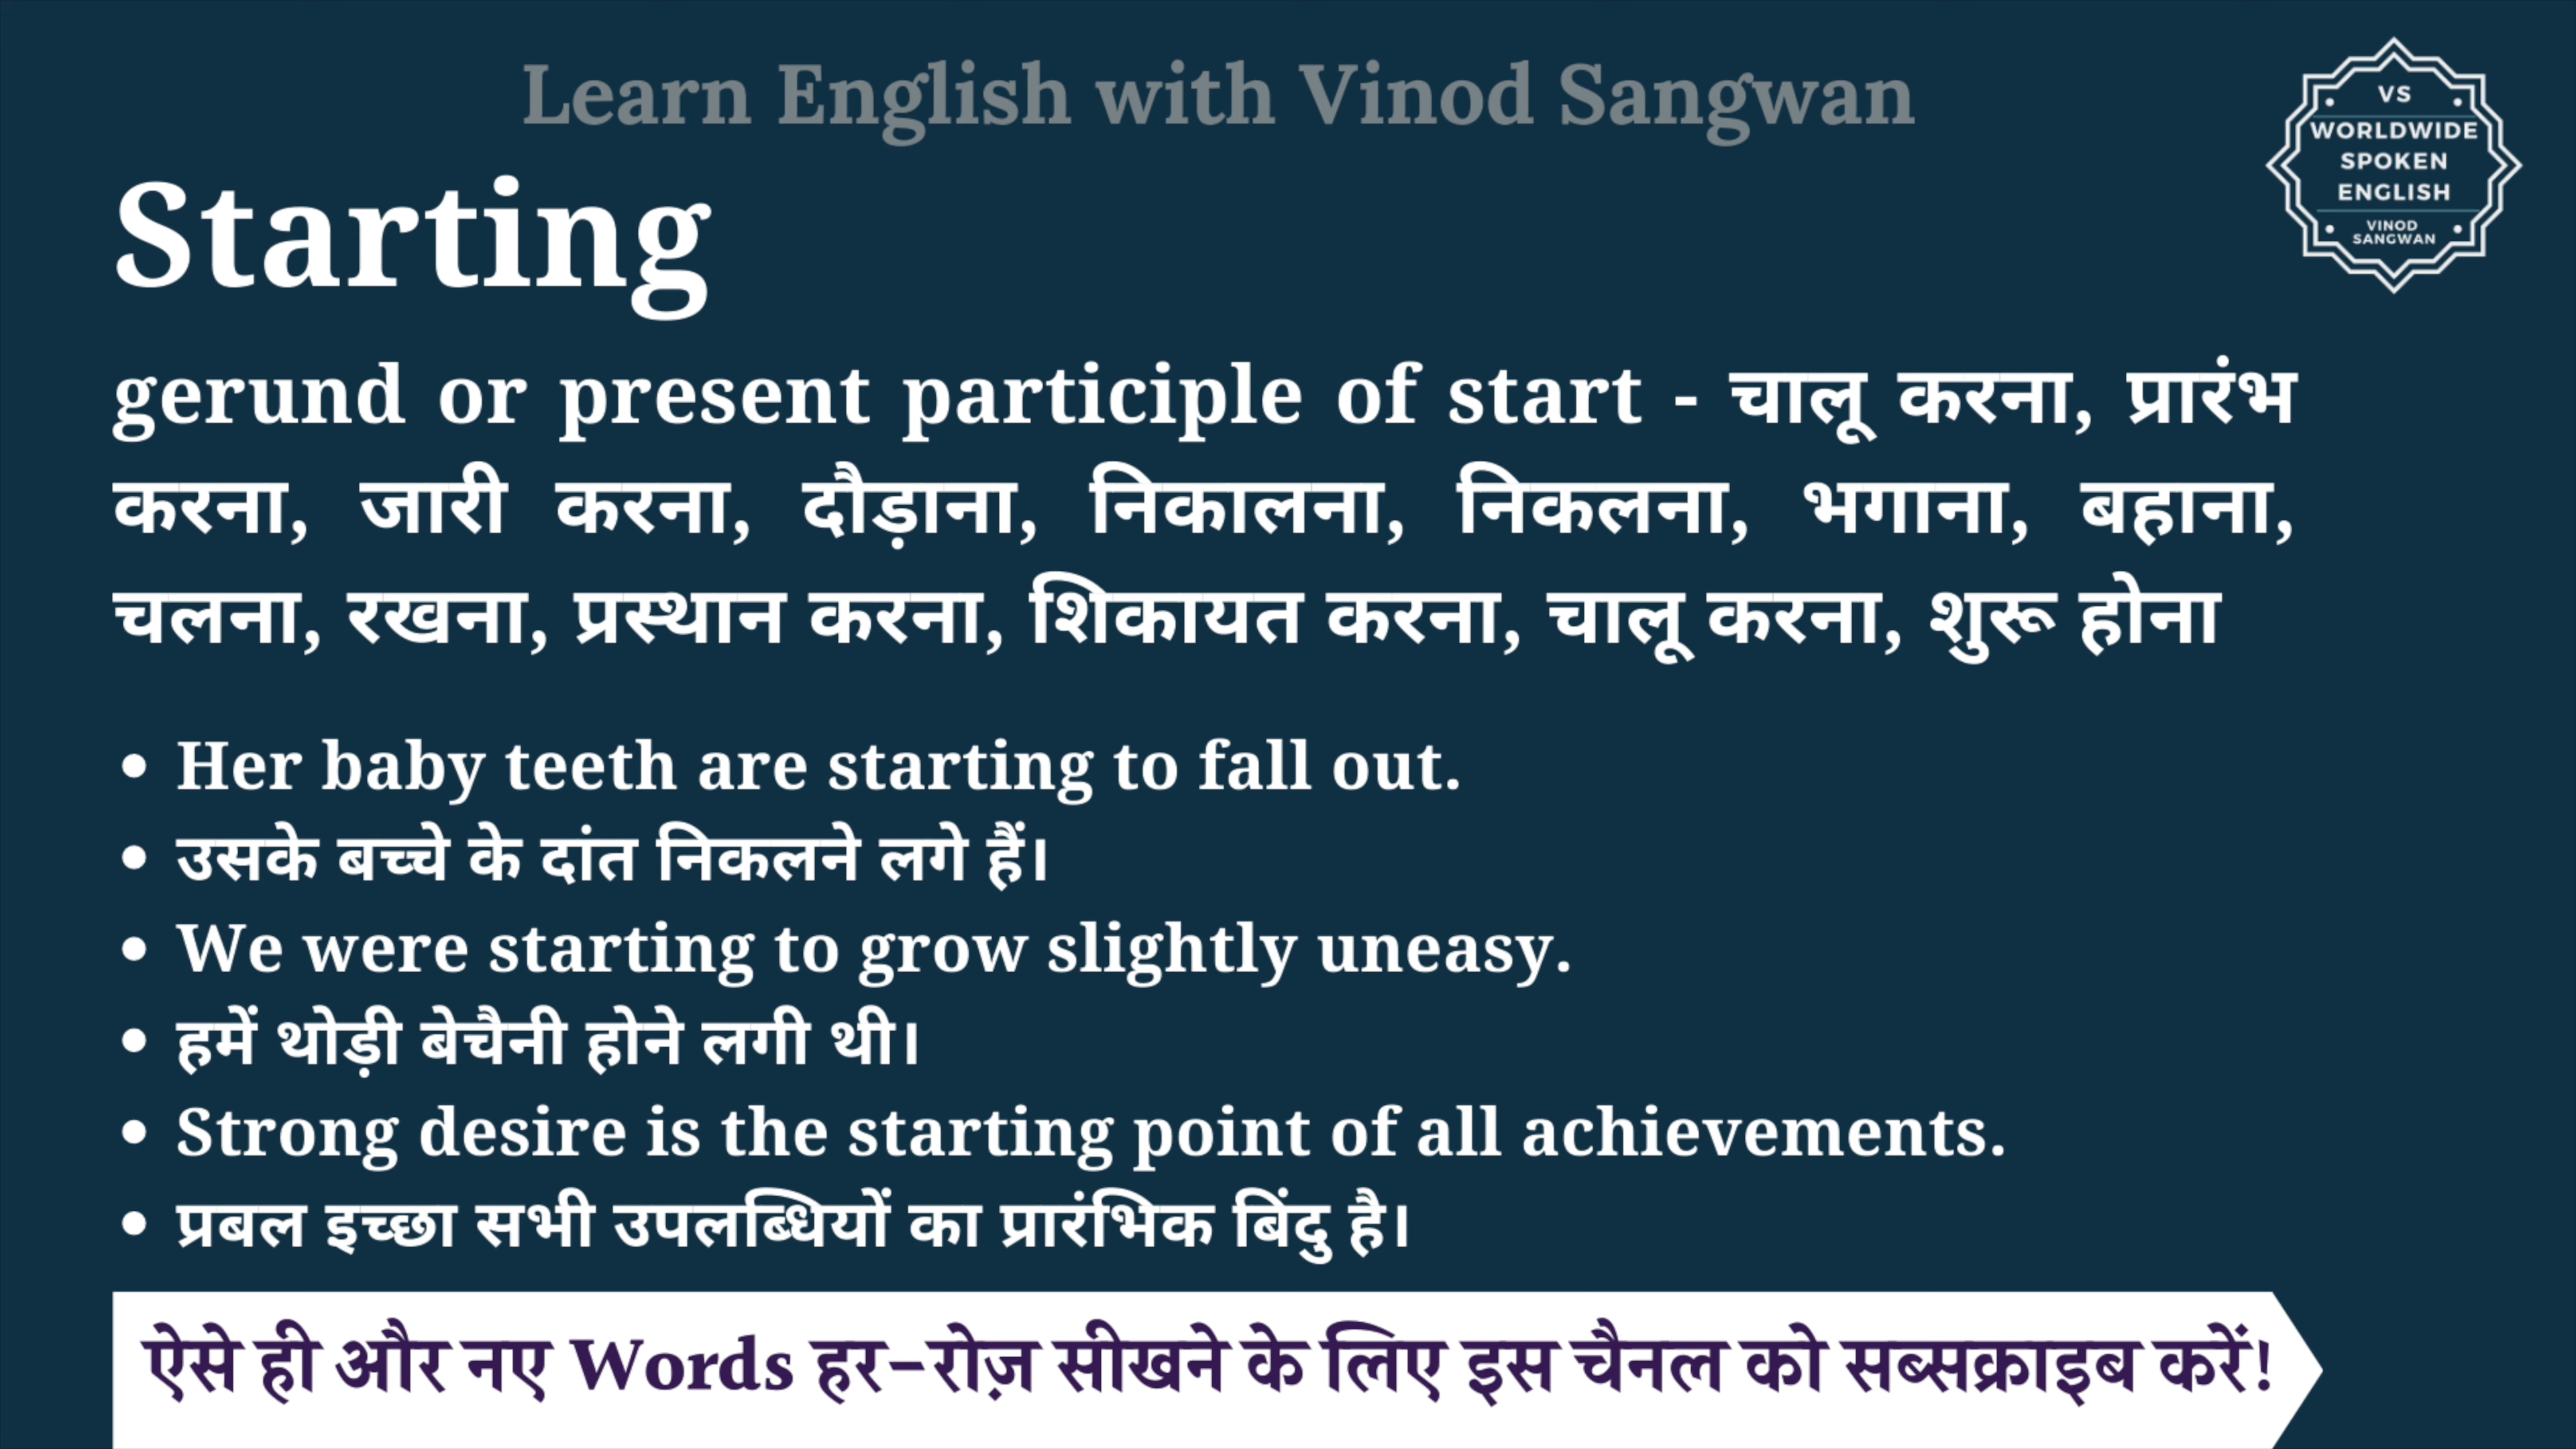 Learn English with Vinod Sangwan
VS
WORLDWIDE
SPOKEN
ENGLISH
VINOD
SANGWAN
Starting
gerund or present participle of start - चालू करना, प्रारंभ
करना, जारी करना, दौड़ाना, निकालना, निकलना, भगाना, बहाना,
चलना, रखना, प्रस्थान करना, शिकायत करना, चालू करना, शुरू होना
• Her baby teeth are starting to fall out.
• उसके बच्चे के दांत निकलने लगे हैं।
• We were starting to grow slightly uneasy.
• हमें थोड़ी बेचैनी होने लगी थी।
• Strong desire is the starting point of all achievements.
• प्रबल इच्छा सभी उपलब्धियों का प्रारंभिक बिंदु है।
ऐसे ही और नए Words हर-रोज़ सीखने के लिए इस चैनल को सब्सक्राइब करें!